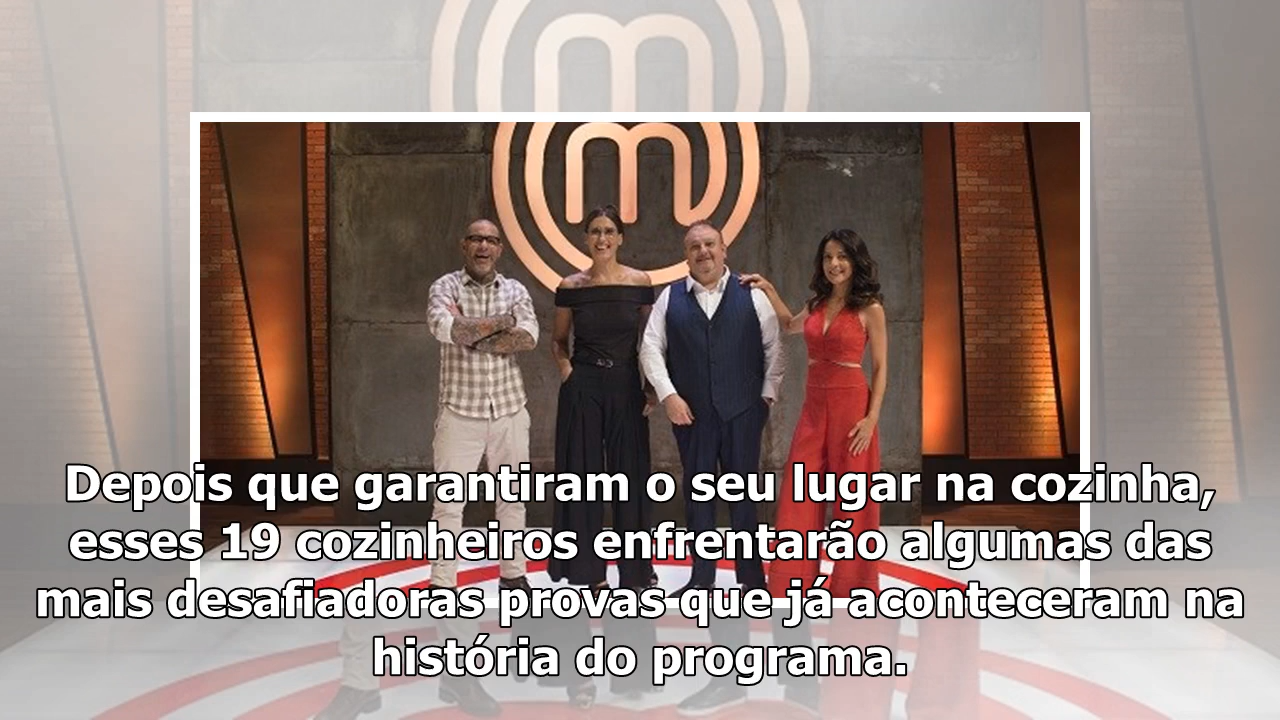 Depois que garantiram o seu lugar na cozinha,
esses 19 cozinheiros enfrentarão algumas das
mais desafiadoras provas que já aconteceram na
história do programa.